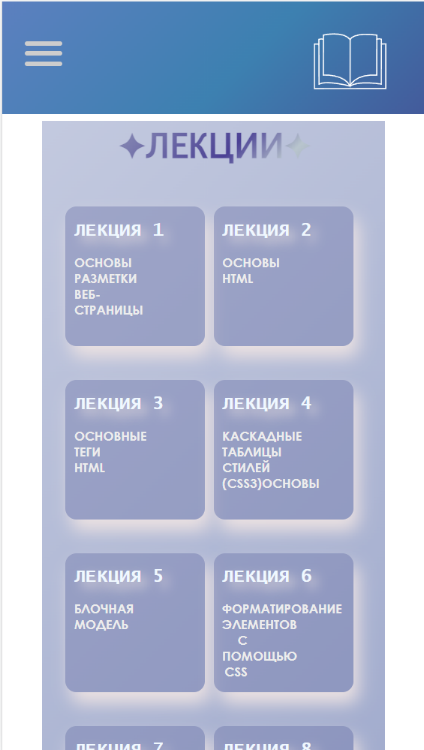 ✦ЛЕКЦИИ✦
ЛЕКЦИЯ 1
ОСНОВЫ
РАЗМЕТКИ
ВЕБ-
СТРАНИЦЫ
ЛЕКЦИЯ 2
ОСНОВЫ
HTML
ЛЕКЦИЯ 3
ОСНОВНЫЕ
ТЕГИ
HTML
ЛЕКЦИЯ 4
КАСКАДНЫЕ
ТАБЛИЦЫ
СТИЛЕЙ
(CSS3)ОСНОВЫ
ЛЕКЦИЯ 5
БЛОЧНАЯ
МОДЕЛЬ
ЛЕКЦИЯ 6
ФОРМАТИРОВАНИЕ
ЭЛЕМЕНТОВ
С
ПОМОЩЬЮ
CSS
ЛЕКЦИЯ 7
ЛЕКЦИЯ 8